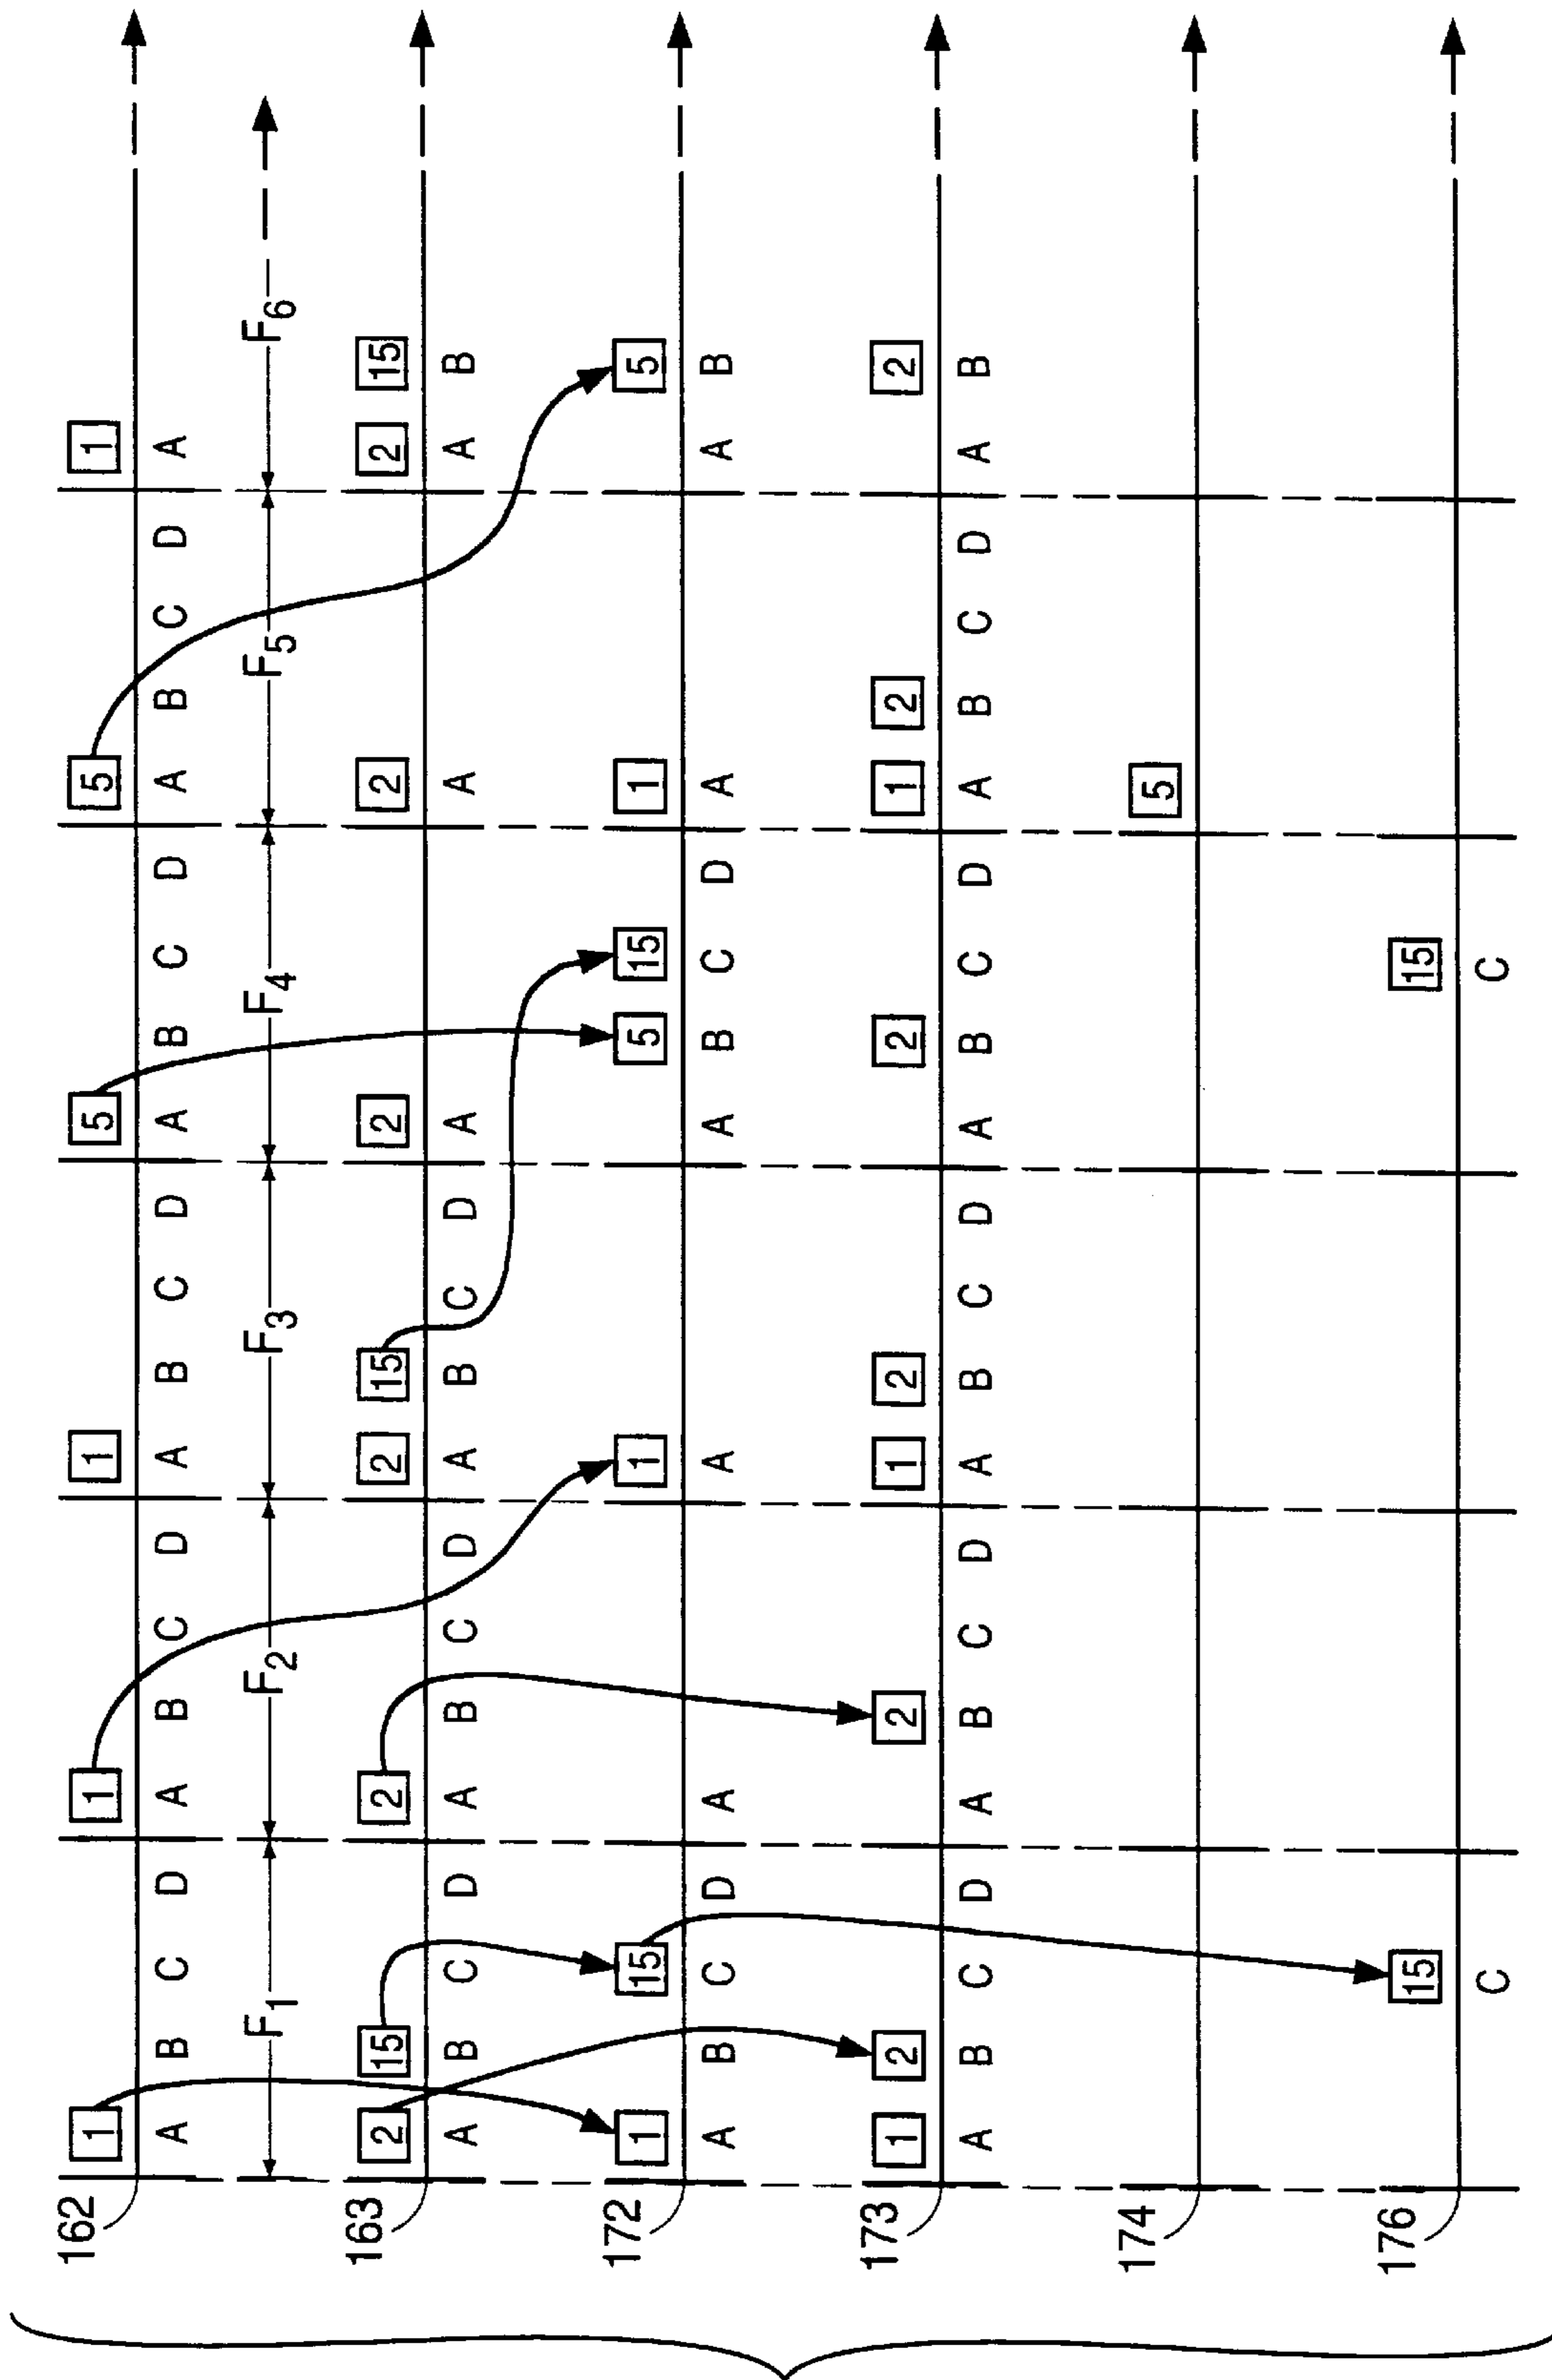 1 1 1 5 5 1
162
A B C D A B C D A B C D A B C D A B C D A
F1 F2 F3 F4 F5 F6
2 15 2 2 15 2 2 2 15
163
A B C D A B C D A B C D A A A B
1 15 1 5 15 1 5
172
A B C D A A A B C D A A B
1 2 2 1 2 2 1 2 2
173
A B C D A B C D A B C D A B C D A B C D A B
5
174
15 15
176
C C